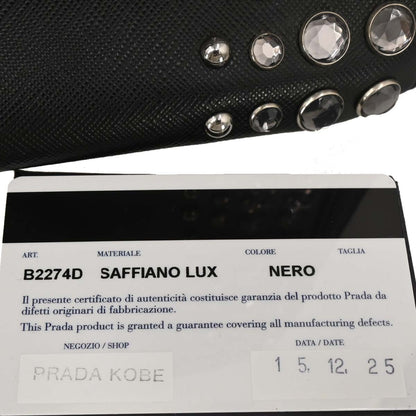 ART. MATERIALE COLORE TAGLIA
B2274D SAFFIANO LUX NERO
Il presente certificato di autenticità costituisce garanzia del prodotto Prada da
difetti originari di fabbricazione.
This Prada product is granted a guarantee covering all manufacturing defects.
NEGOZIO / SHOP DATA / DATE
PRADA KOBE 1 5. 12. 25